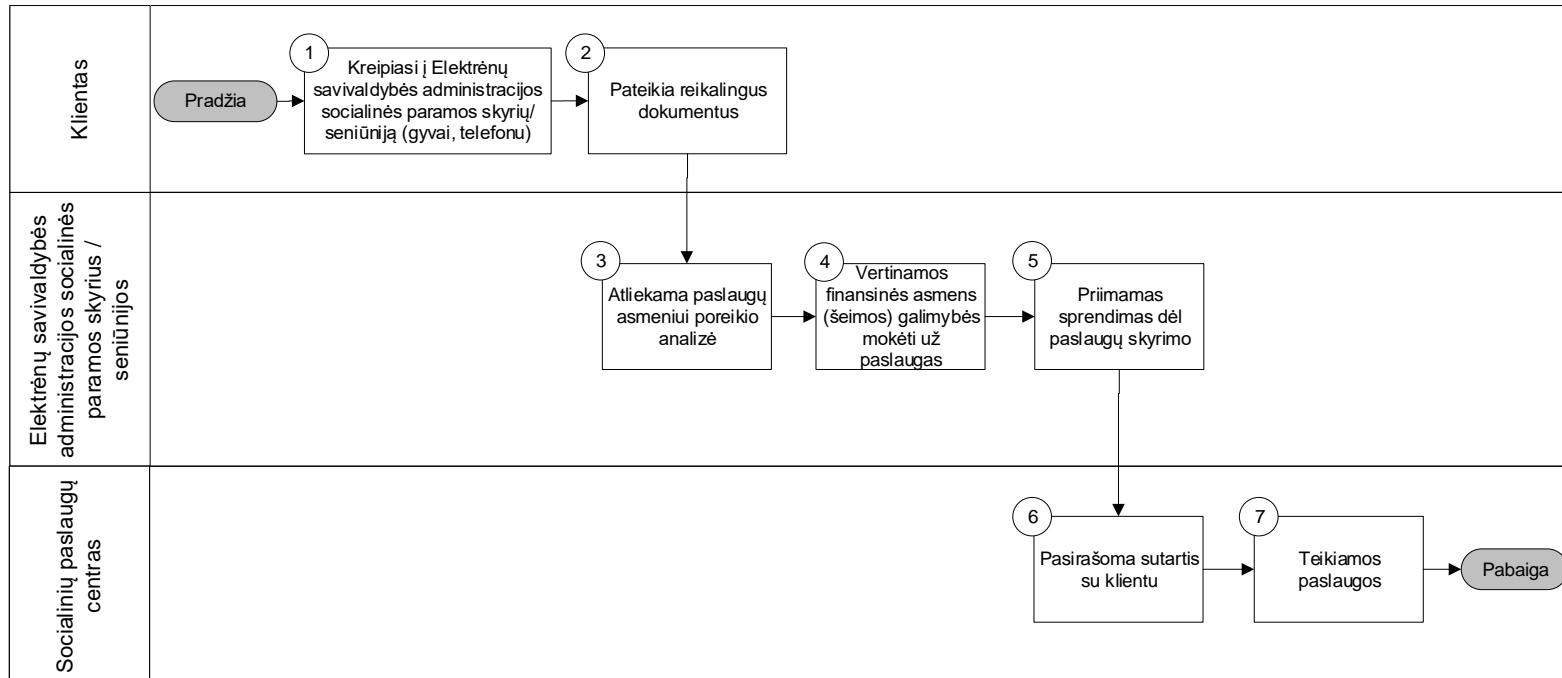 Klientas
Pradžia
1
Kreipiasi į Elektrėnų
savivaldybės administracijos
socialinės paramos skyrių/
seniūniją (gyvai, telefonu)
2
Pateikia reikalingus
dokumentus
Elektrėnų savivaldybės
administracijos socialinės
paramos skyrius /
seniūnijos
3
Atliekama paslaugų
asmeniui poreikio
analizė
4
Vertinamos
finansinės asmens
(šeimos) galimybės
mokėti už
paslaugas
5
Priimamas
sprendimas dėl
paslaugų skyrimo
Socialinių paslaugų
centras
6
Pasirašoma sutartis
su klientu
7
Teikiamos
paslaugos
Pabaiga